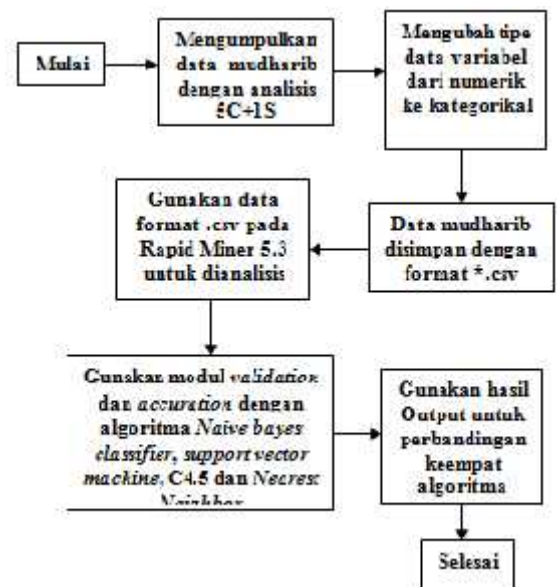 Mulai
Mengumpulkan
data mudharib
dengan analisis
5C+1S
Mengubah tipe
data variabel
dari numerik
ke kategorikal
Data mudharib
disimpan dengan
format *.csv
Gunakan data
format .csv pada
Rapid Miner 5.3
untuk dianalisis
Gunakan modul validation
dan accuration dengan
algoritma Naive bayes
classifier, support vector
machine, C4.5 dan Nearest
Neighbor
Gunakan hasil
Output untuk
perbandingan
keempat
algoritma
Selesai